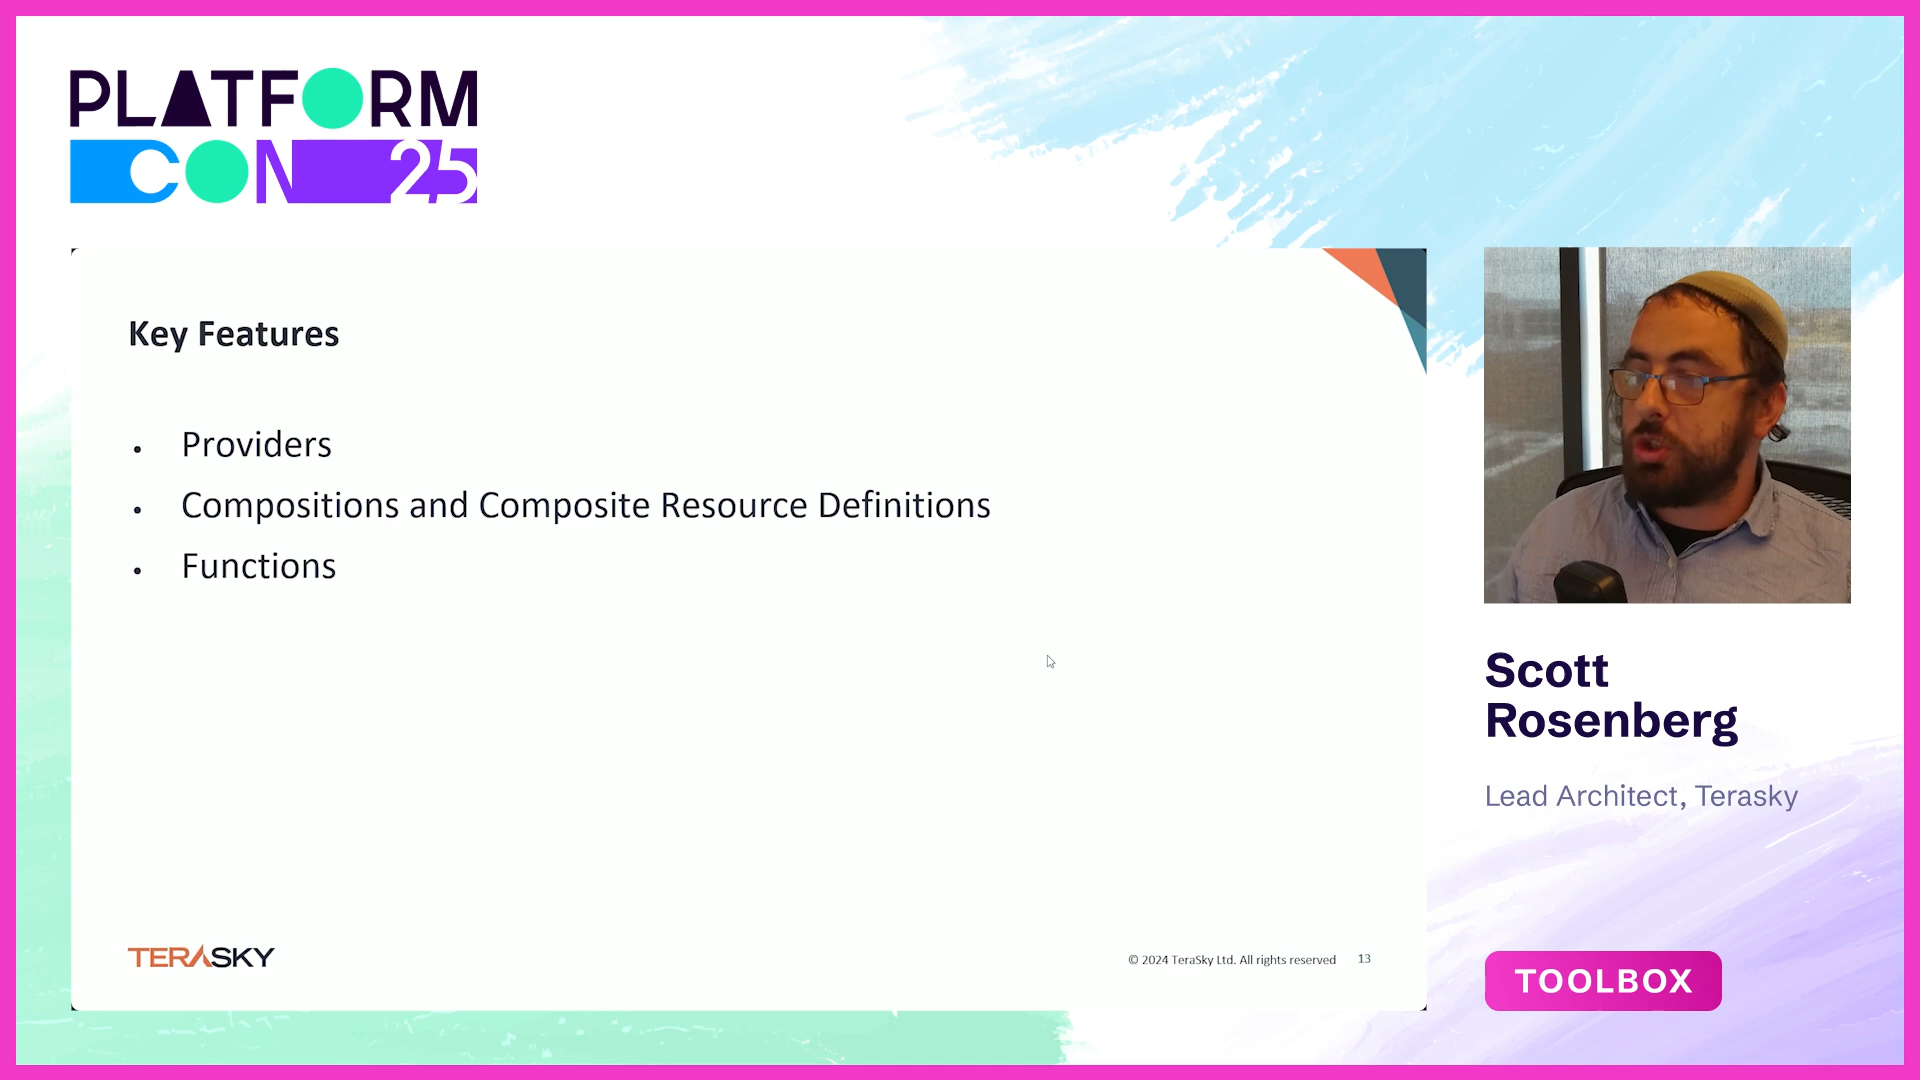 PLATFORM
CON 25
Key Features
• Providers
• Compositions and Composite Resource Definitions
• Functions
TERASKY
© 2024 TeraSky Ltd. All rights reserved 13
Scott
Rosenberg
Lead Architect, Terasky
TOOLBOX